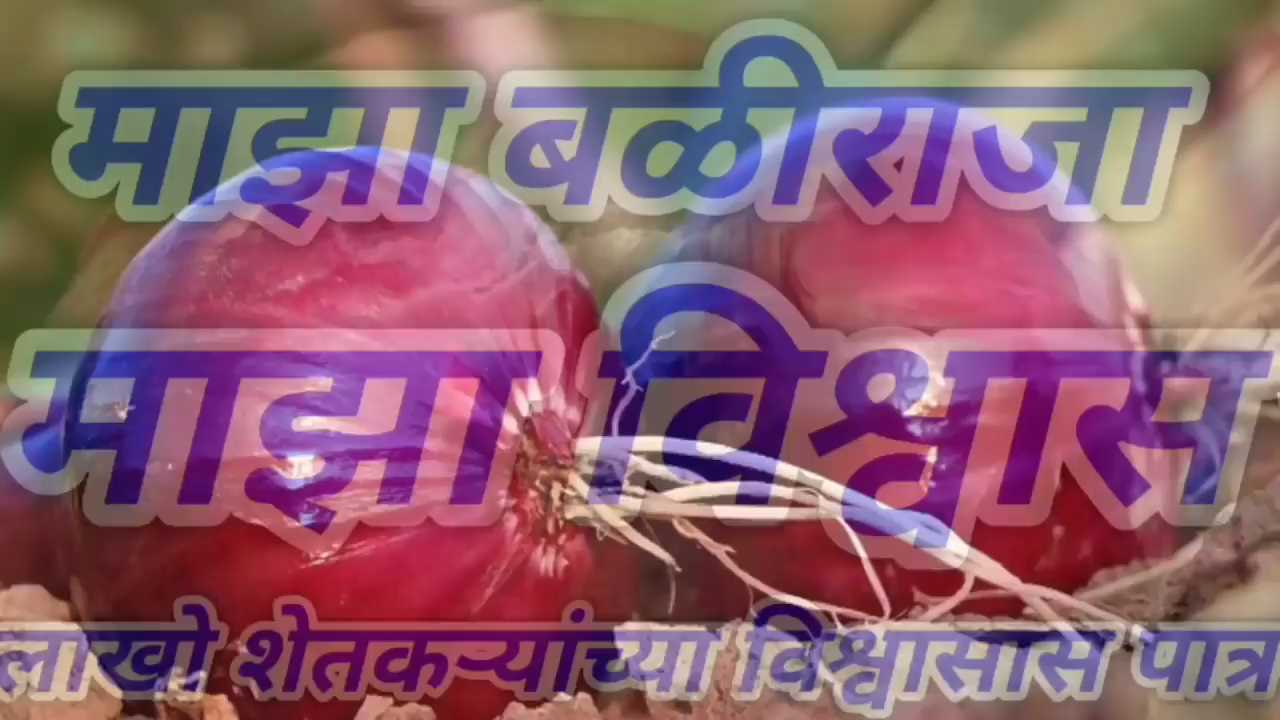 माझा बळीराजा
माझा विश्वास
लाखो शेतकऱ्यांच्या विश्वासास पात्र